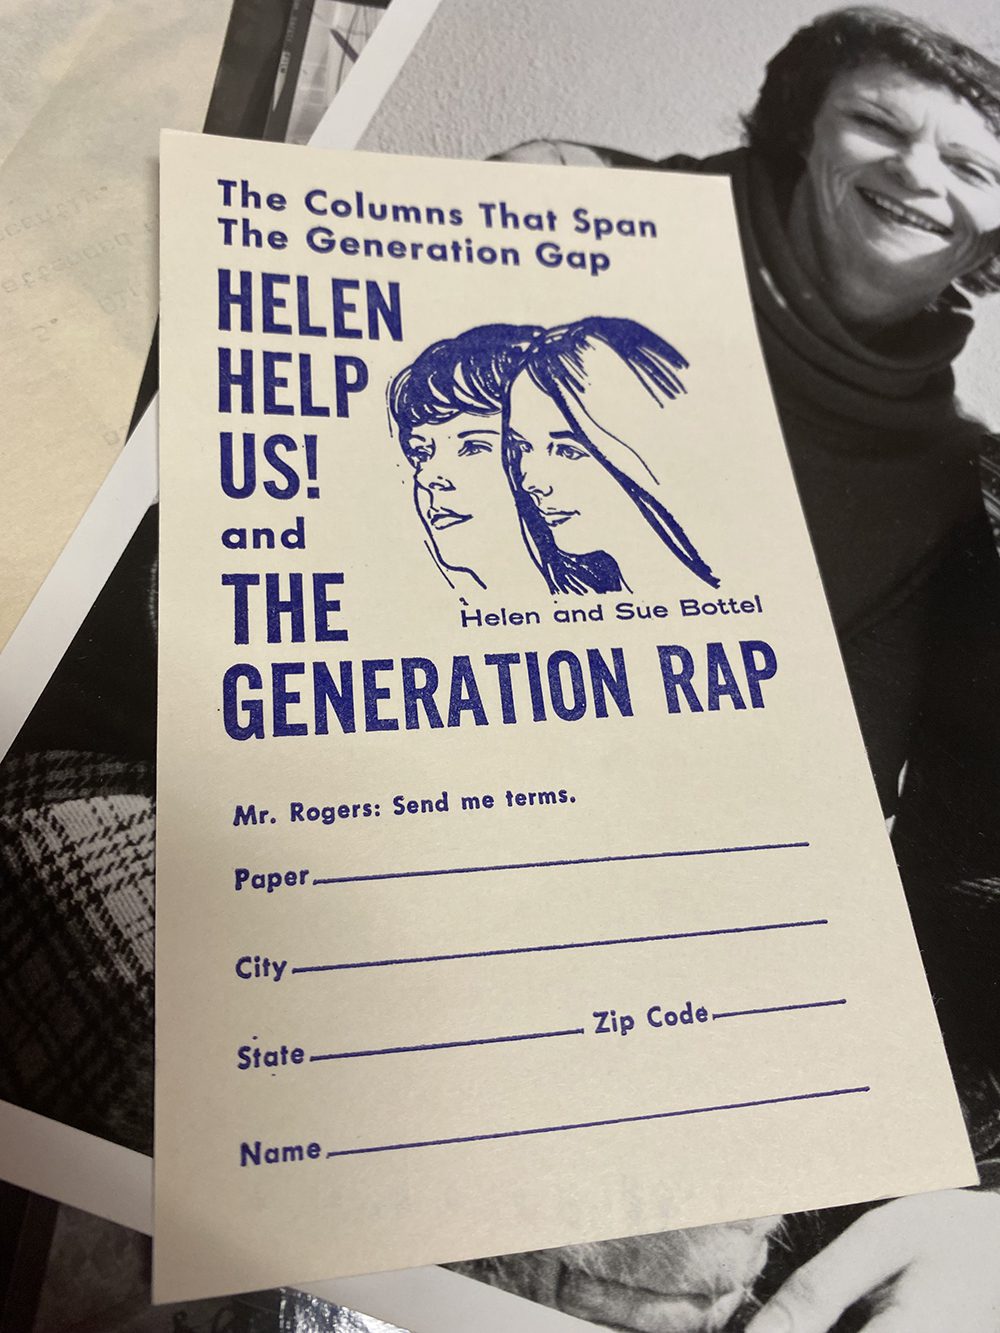 The Columns That Span
The Generation Gap
HELEN
HELP
US!
and
THE
Helen and Sue Bottel
GENERATION RAP
Mr. Rogers: Send me terms.
Paper
City
State Zip Code
Name